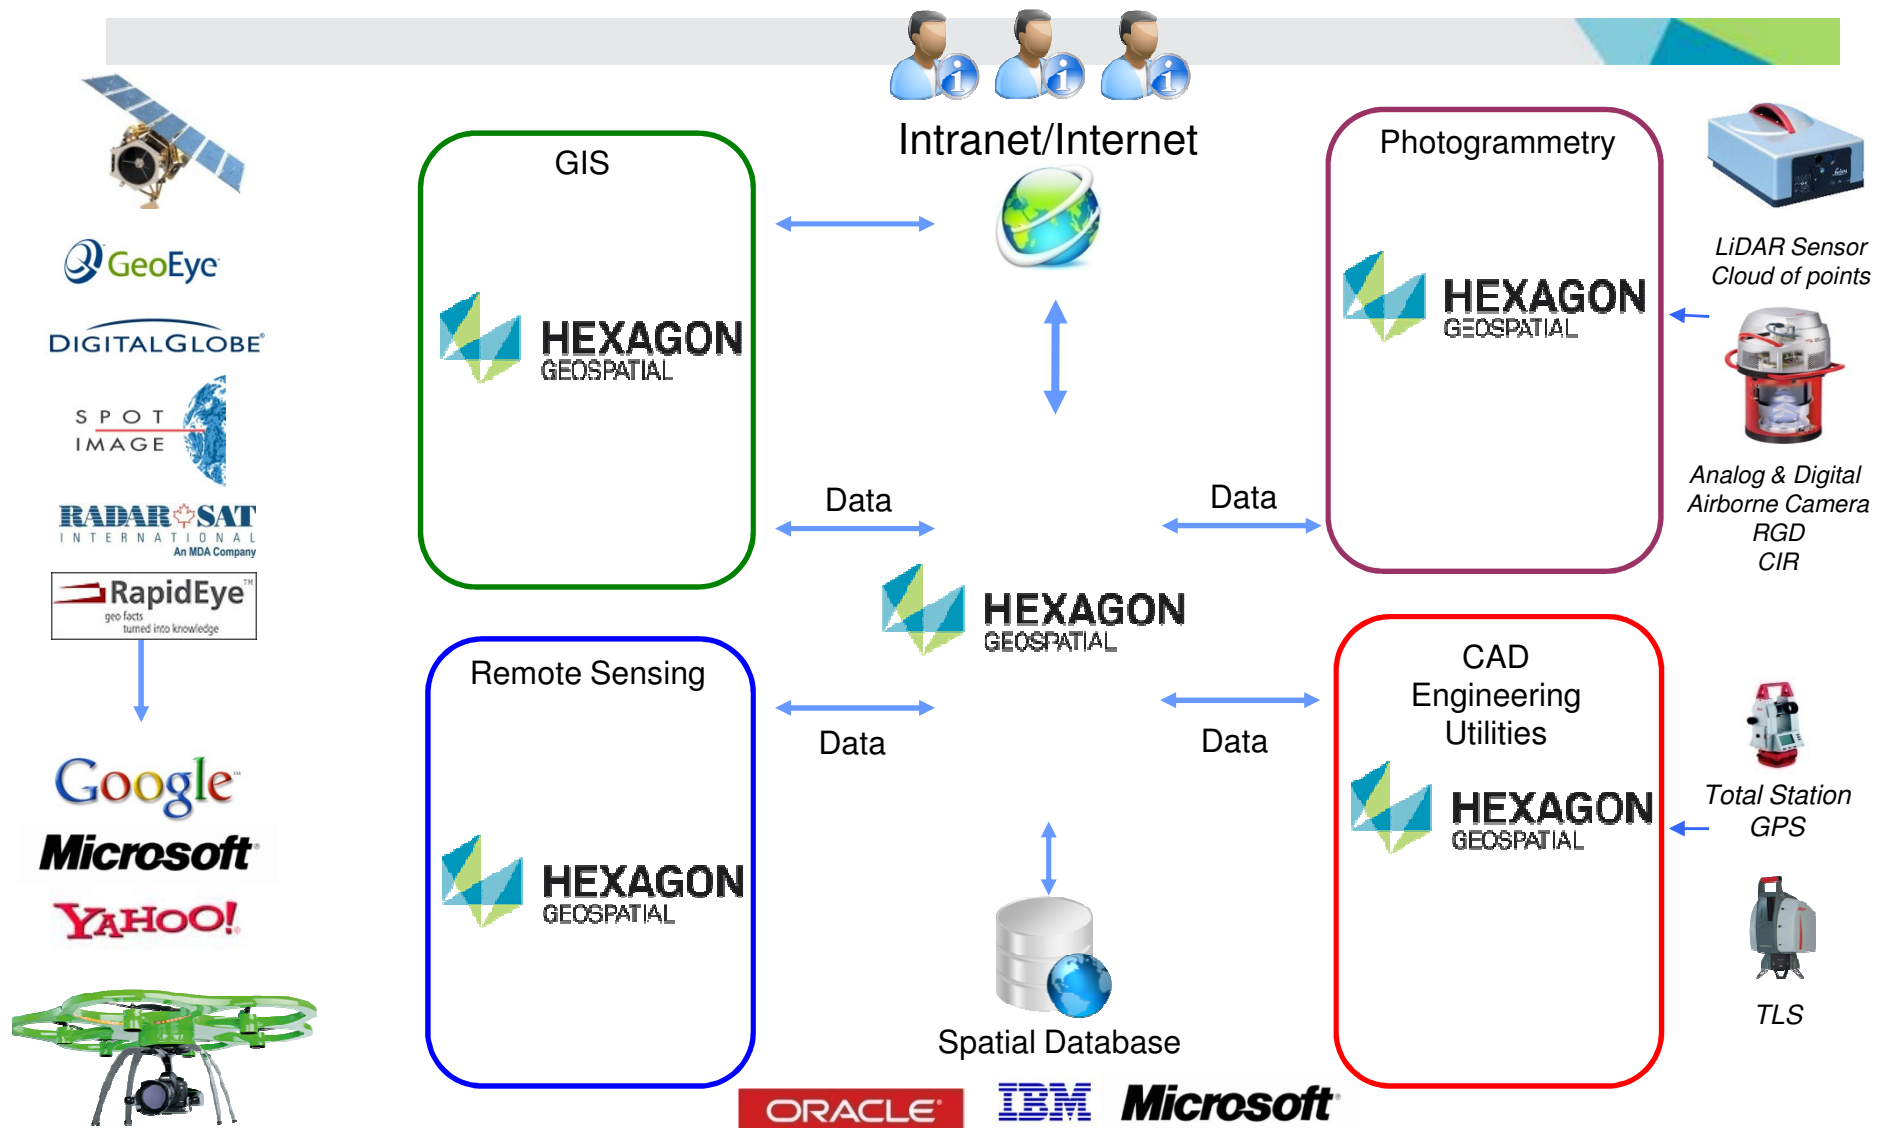 Intranet/Internet
GeoEye
DIGITALGLOBE®
SPOT
IMAGE
RADARSAT
INTERNATIONAL
An MDA Company
RapidEye™
geo facts
turned into knowledge
Google™
Microsoft®
YAHOO!
GIS
HEXAGON
GEOSPATIAL
Remote Sensing
HEXAGON
GEOSPATIAL
Data
Data
Data
Data
HEXAGON
GEOSPATIAL
Spatial Database
ORACLE®
IBM
Microsoft®
Photogrammetry
HEXAGON
GEOSPATIAL
CAD
Engineering
Utilities
HEXAGON
GEOSPATIAL
LiDAR Sensor
Cloud of points
Analog & Digital
Airborne Camera
RGD
CIR
Total Station
GPS
TLS